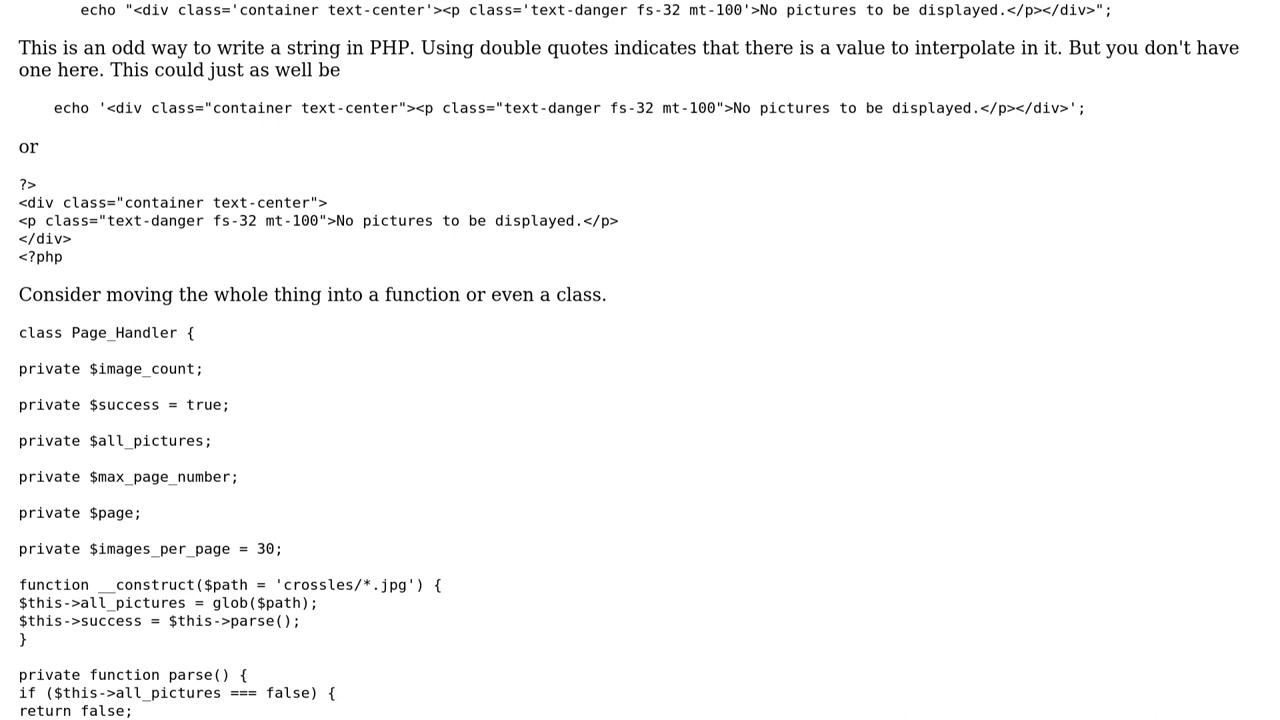 echo "<div class='container text-center'><p class='text-danger fs-32 mt-100'>No pictures to be displayed.</p></div>";
This is an odd way to write a string in PHP. Using double quotes indicates that there is a value to interpolate in it. But you don't have
one here. This could just as well be
echo '<div class="container text-center"><p class="text-danger fs-32 mt-100">No pictures to be displayed.</p></div>';
or
?>
<div class="container text-center">
<p class="text-danger fs-32 mt-100">No pictures to be displayed.</p>
</div>
<?php
Consider moving the whole thing into a function or even a class.
class Page_Handler {
private $image_count;
private $success = true;
private $all_pictures;
private $max_page_number;
private $page;
private $images_per_page = 30;
function __construct($path = 'crossles/*.jpg') {
$this->all_pictures = glob($path);
$this->success = $this->parse();
}
private function parse() {
if ($this->all_pictures === false) {
return false;